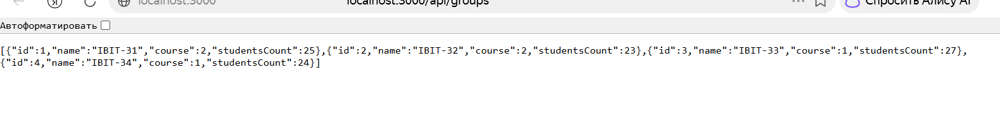 localhost:3000 localhost:3000/api/groups Спросить Алису AI
Автоформатировать
[{"id":1,"name":"IBIT-31","course":2,"studentsCount":25},{"id":2,"name":"IBIT-32","course":2,"studentsCount":23},{"id":3,"name":"IBIT-33","course":1,"studentsCount":27},
{"id":4,"name":"IBIT-34","course":1,"studentsCount":24}]